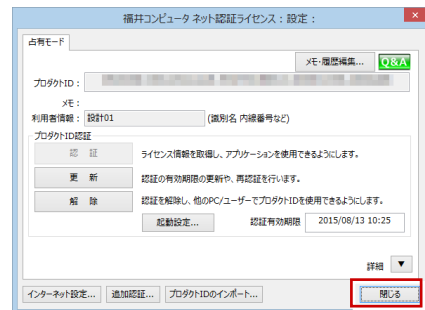 福井コンピュータ ネット認証ライセンス：設定：
占有モード
メモ・履歴編集... Q&A
プロダクトID：
メモ：
利用者情報： 設計01 (識別名 内線番号など)
プロダクトID認証
認 証 ライセンス情報を取得し、アプリケーションを使用できるようにします。
更 新 認証の有効期限の更新や、再認証を行います。
解 除 認証を解除し、他のPC/ユーザーでプロダクトIDを使用できるようにします。
起動設定... 認証有効期限 2015/08/13 10:25
詳細 ▼
インターネット設定... 追加認証... プロダクトIDのインポート... 閉じる